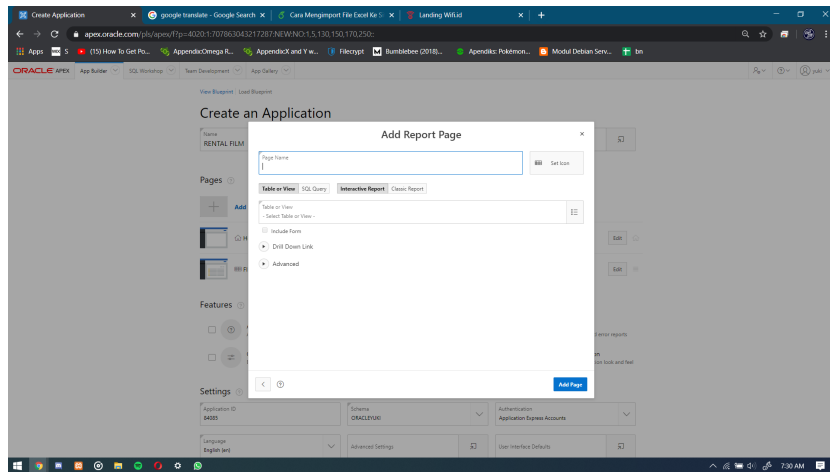 Create Application
google translate - Google Search
Cara Mengimport File Excel Ke S
Landing Wifi.id
apex.oracle.com/pls/apex/f?p=4020:1:707863043217287:NEW:NO:1,5,130,150,170,250::
Apps
S
(15) How To Get Po...
Appendix:Omega R...
Appendix:X and Y w...
Filecrypt
Bumblebee (2018)...
Apendiks: Pokémon...
Modul Debian Serv...
bn
ORACLE APEX
App Builder
SQL Workshop
Team Development
App Gallery
yuki
View Blueprint
Load Blueprint
Create an Application
Name
RENTAL FILM
Pages
Add
H
Edit
Edit
Features
d error reports
on
ion look and feel
Settings
Application ID
84085
Schema
ORACLEYUKI
Authentication
Application Express Accounts
Language
English (en)
Advanced Settings
User Interface Defaults
Add Report Page
Page Name
Set Icon
Table or View
SQL Query
Interactive Report
Classic Report
Table or View
- Select Table or View -
Include Form
Drill Down Link
Advanced
Add Page
7:30 AM